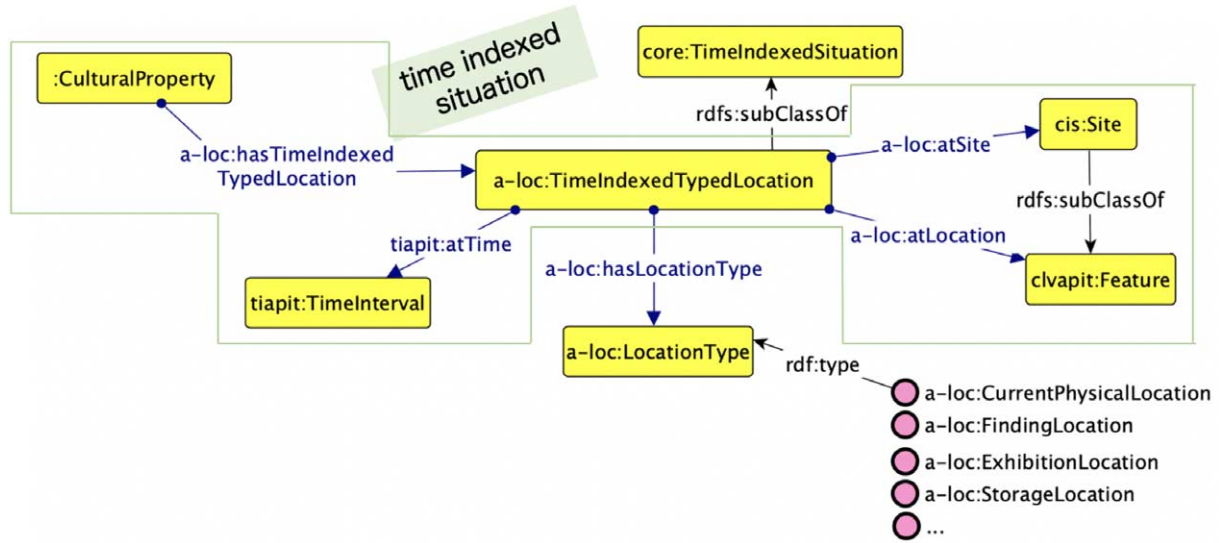 time indexed
situation
core:TimeIndexedSituation
:CulturalProperty
rdfs:subClassOf
cis:Site
a-loc:atSite
a-loc:hasTimeIndexed
TypedLocation
a-loc:TimeIndexedTypedLocation
rdfs:subClassOf
tiapit:atTime
a-loc:atLocation
a-loc:hasLocationType
clvapit:Feature
tiapit:TimeInterval
a-loc:LocationType
rdf:type
a-loc:CurrentPhysicalLocation
a-loc:FindingLocation
a-loc:ExhibitionLocation
a-loc:StorageLocation
...